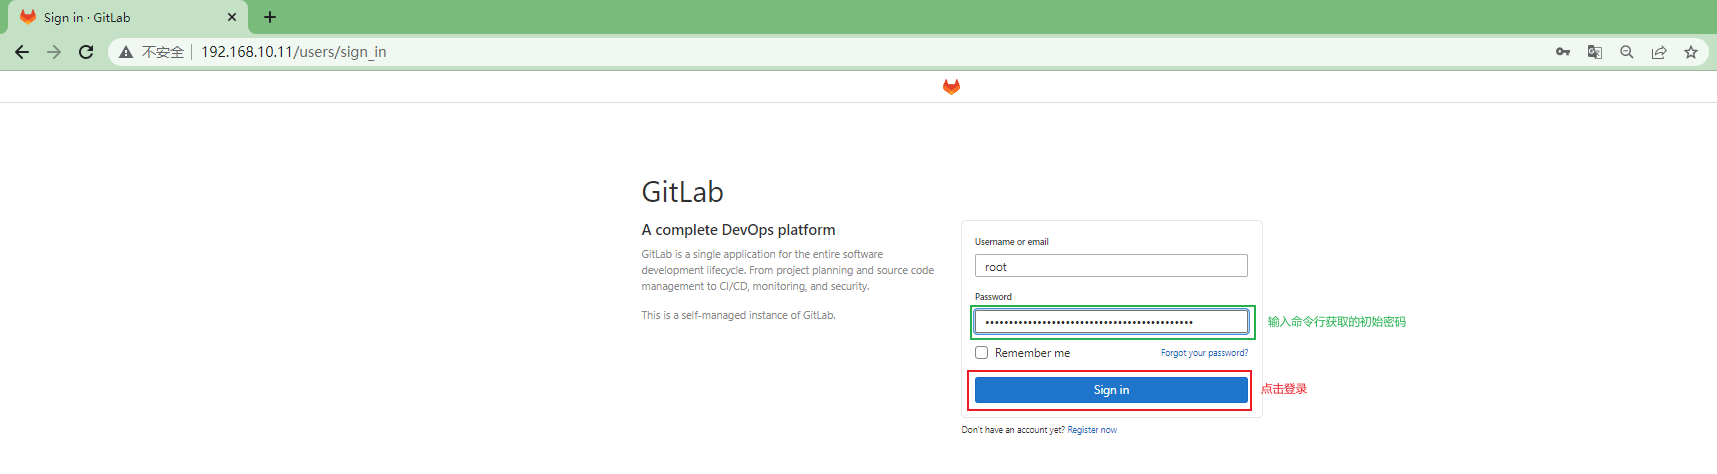 Sign in · GitLab
不安全 192.168.10.11/users/sign_in
GitLab
A complete DevOps platform
GitLab is a single application for the entire software
development lifecycle. From project planning and source code
management to CI/CD, monitoring, and security.
This is a self-managed instance of GitLab.
Username or email
root
Password
输入命令行获取的初始密码
Remember me Forgot your password?
Sign in
点击登录
Don't have an account yet? Register now